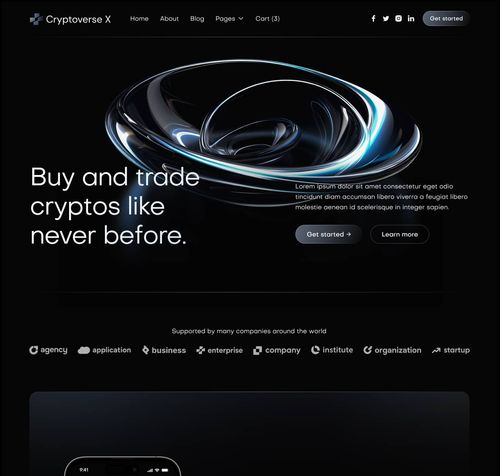 Cryptoverse X Home About Blog Pages Cart (3) Get started
Buy and trade
cryptos like
never before.
Lorem ipsum dolor sit amet consectetur eget odio
tincidunt diam accumsan libero viverra a feugiat libero
molestie aenean id scelerisque in integer sapien.
Get started → Learn more
Supported by many companies around the world
agency application business enterprise company institute organization startup
9:41